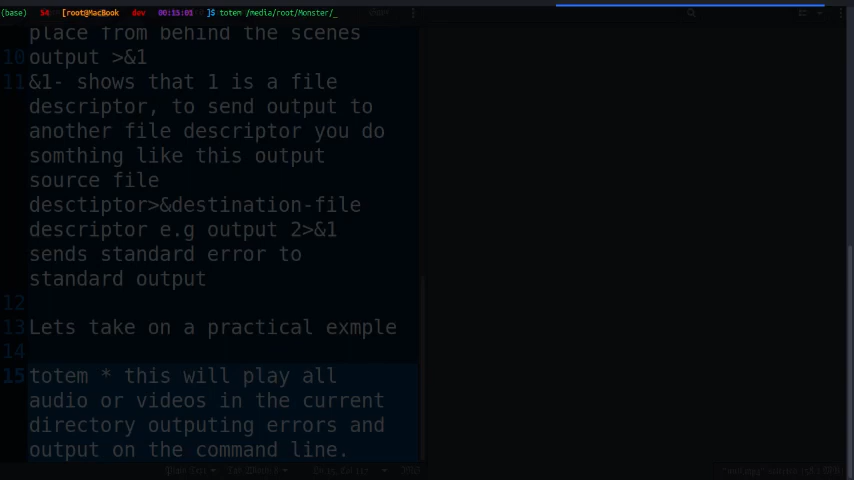 (base) S4 [root@MacBook dev 00:15:01 ]$ totem /media/root/Monster/_
place from behind the scenes
10 output >&1
11 &1- shows that 1 is a file
descriptor, to send output to
another file descriptor you do
somthing like this output
source file
desctiptor>&destination-file
descriptor e.g output 2>&1
sends standard error to
standard output
12
13 Lets take on a practical exmple
14
15 totem * this will play all
audio or videos in the current
directory outputing errors and
output on the command line.